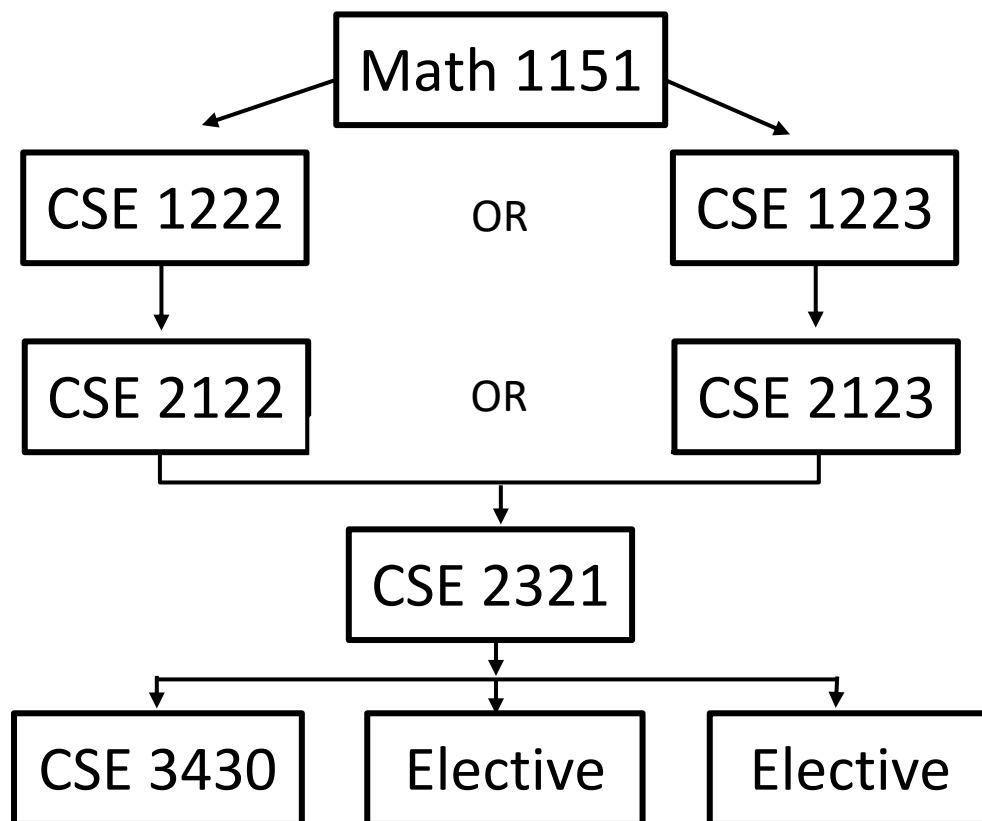 Math 1151
CSE 1222
OR
CSE 1223
CSE 2122
OR
CSE 2123
CSE 2321
CSE 3430
Elective
Elective